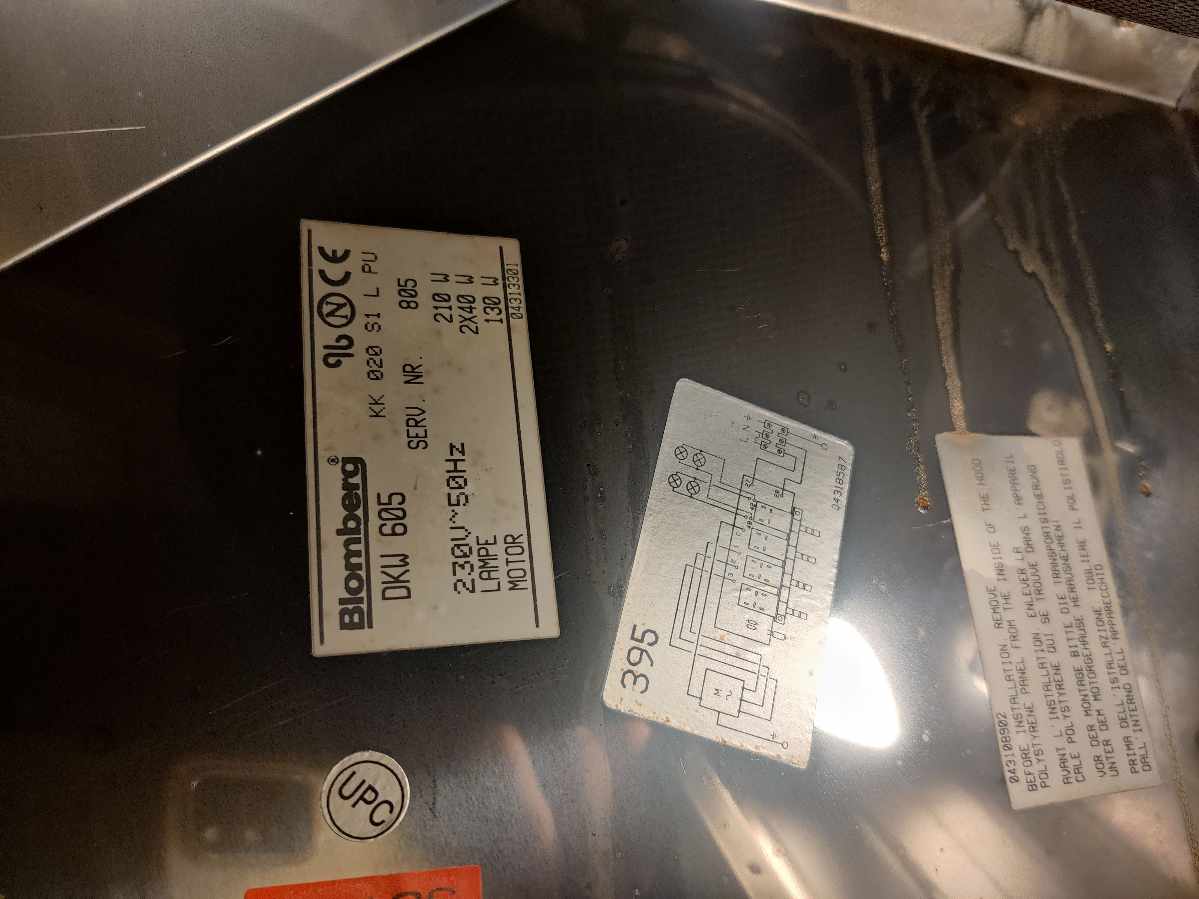 Blomberg®
KK 020 S1 L PU
DKW 605
SERV. NR. 805
230V~50Hz 210 W
LAMPE 2X40 W
MOTOR 130 W
04313301
395
M
L N
04318587
043108902
BEFORE INSTALLATION, REMOVE INSIDE OF THE HOOD
POLYSTYRENE PANEL FROM THE
AVANT L'INSTALLATION ENLEVER LA
CALE POLYSTYRENE QUI SE TROUVE DANS L'APPAREIL
VOR DER MONTAGE BITTE DIE TRANSPORTSICHERUNG
UNTER DEM MOTORGEHÄUSE HERAUSNEHMEN
PRIMA DELL'ISTALLAZIONE TOGLIERE IL POLISTIROLO
DALL'INTERNO DELL'APPARECCHIO
UPC